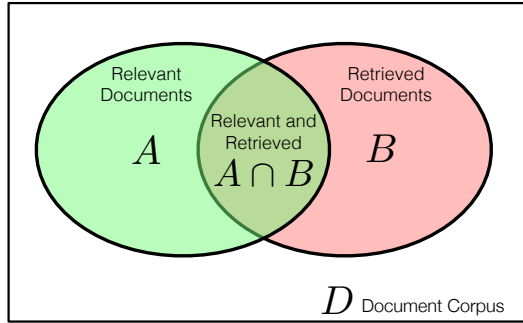 Relevant
Documents
Retrieved
Documents
Relevant and
Retrieved
A
A ∩ B
B
D Document Corpus